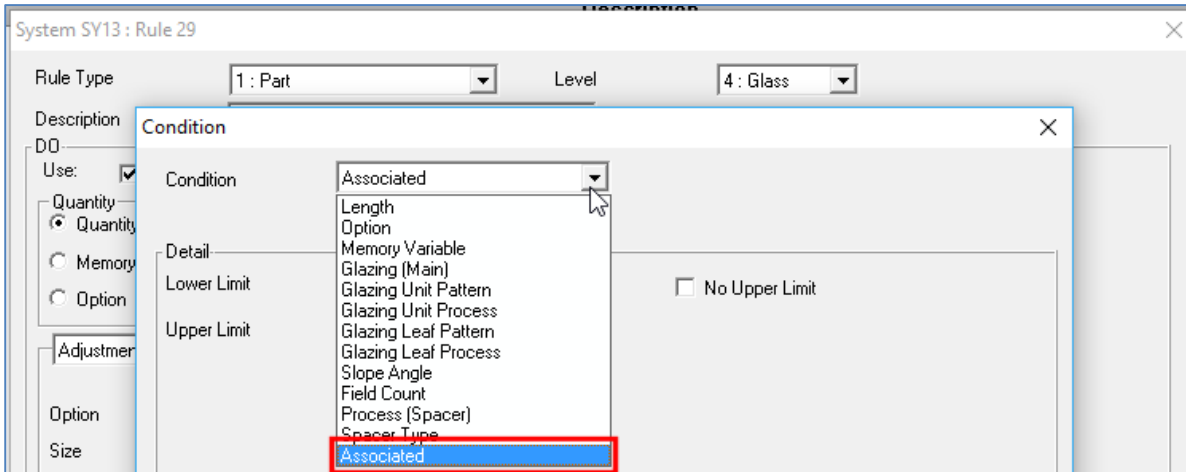 Description
System SY13 : Rule 29
Rule Type
1 : Part
Level
4 : Glass
Description
Condition
DO
Use:
Condition
Associated
Quantity
Quantity
Length
Option
Memory Variable
Detail
Memory
Glazing (Main)
Lower Limit
No Upper Limit
Glazing Unit Pattern
Option
Glazing Unit Process
Upper Limit
Glazing Leaf Pattern
Adjustmer
Glazing Leaf Process
Slope Angle
Field Count
Option
Process (Spacer)
Spacer Type
Size
Associated